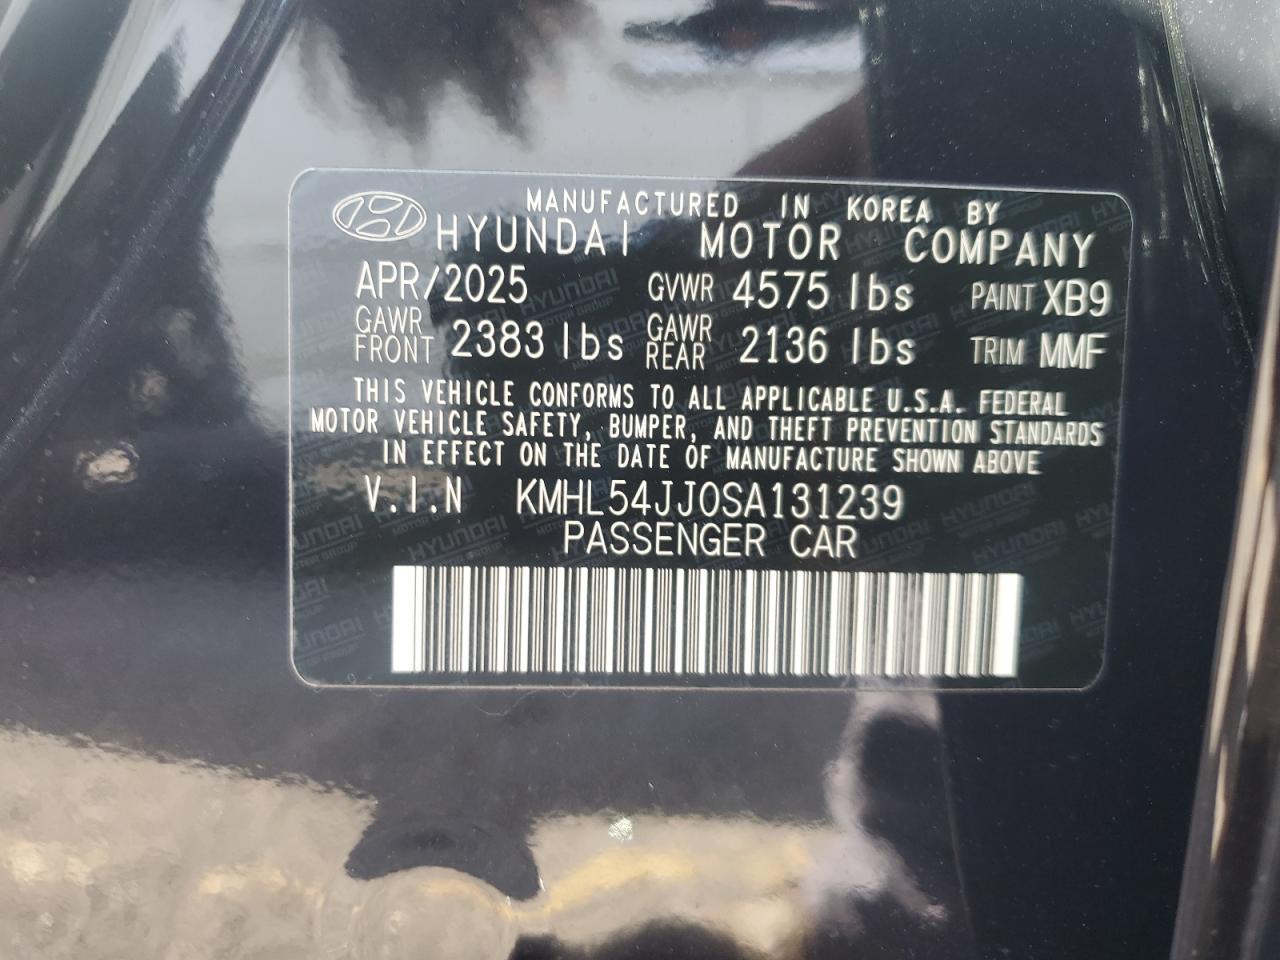 MANUFACTURED IN KOREA BY
HYUNDAI MOTOR COMPANY
APR/2025 GVWR 4575 lbs PAINT XB9
GAWR FRONT 2383 lbs GAWR REAR 2136 lbs TRIM MMF
THIS VEHICLE CONFORMS TO ALL APPLICABLE U.S.A. FEDERAL
MOTOR VEHICLE SAFETY, BUMPER, AND THEFT PREVENTION STANDARDS
IN EFFECT ON THE DATE OF MANUFACTURE SHOWN ABOVE
V.I.N KMHL54JJ0SA131239
PASSENGER CAR